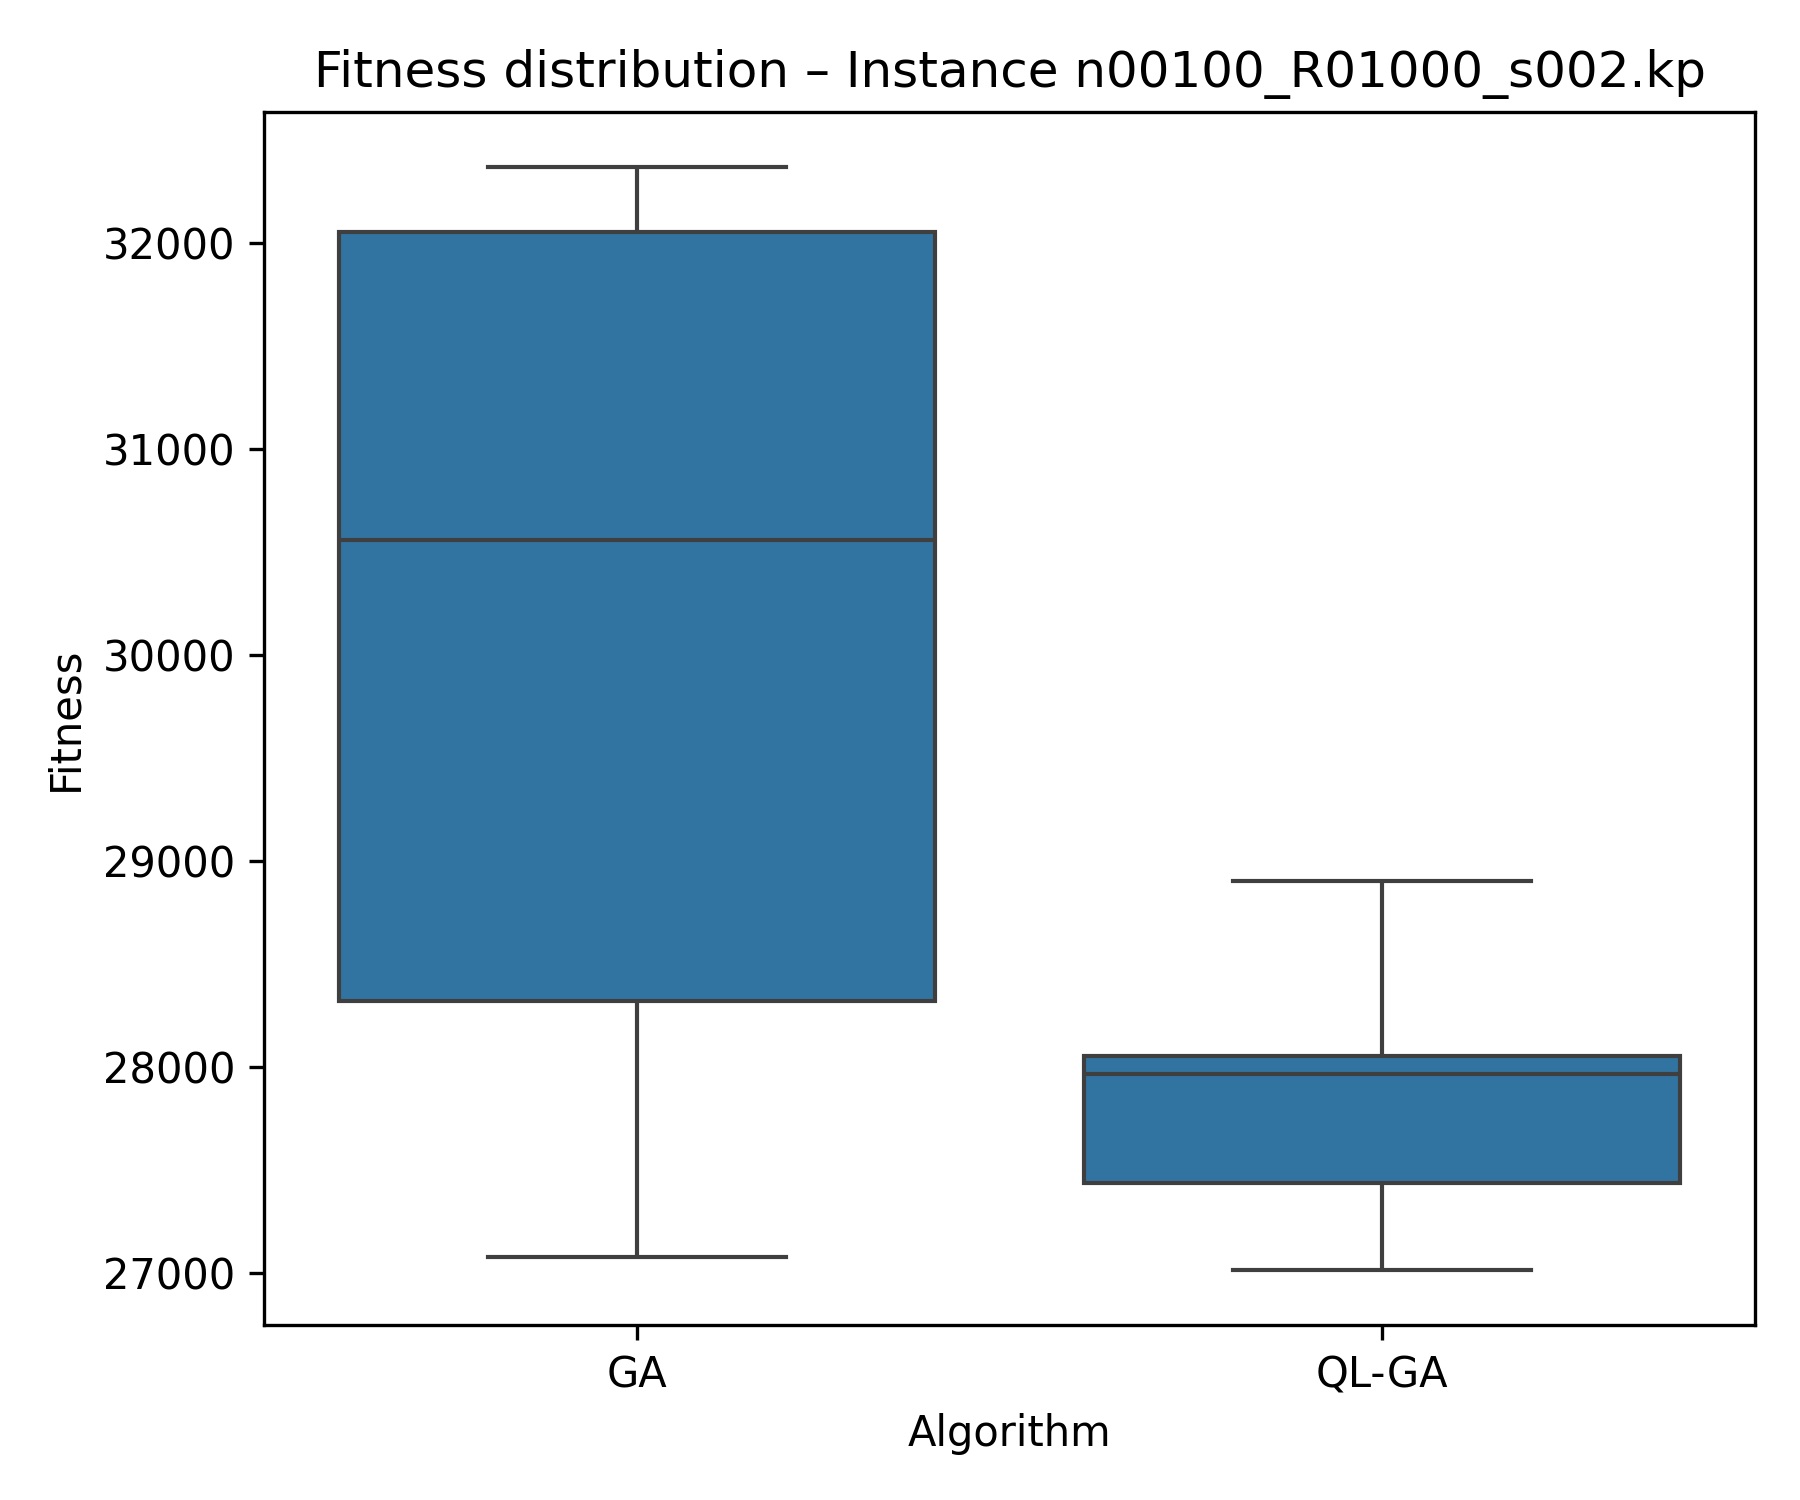 Fitness distribution – Instance n00100_R01000_s002.kp
32000
31000
30000
29000
28000
27000
Fitness
GA
QL-GA
Algorithm